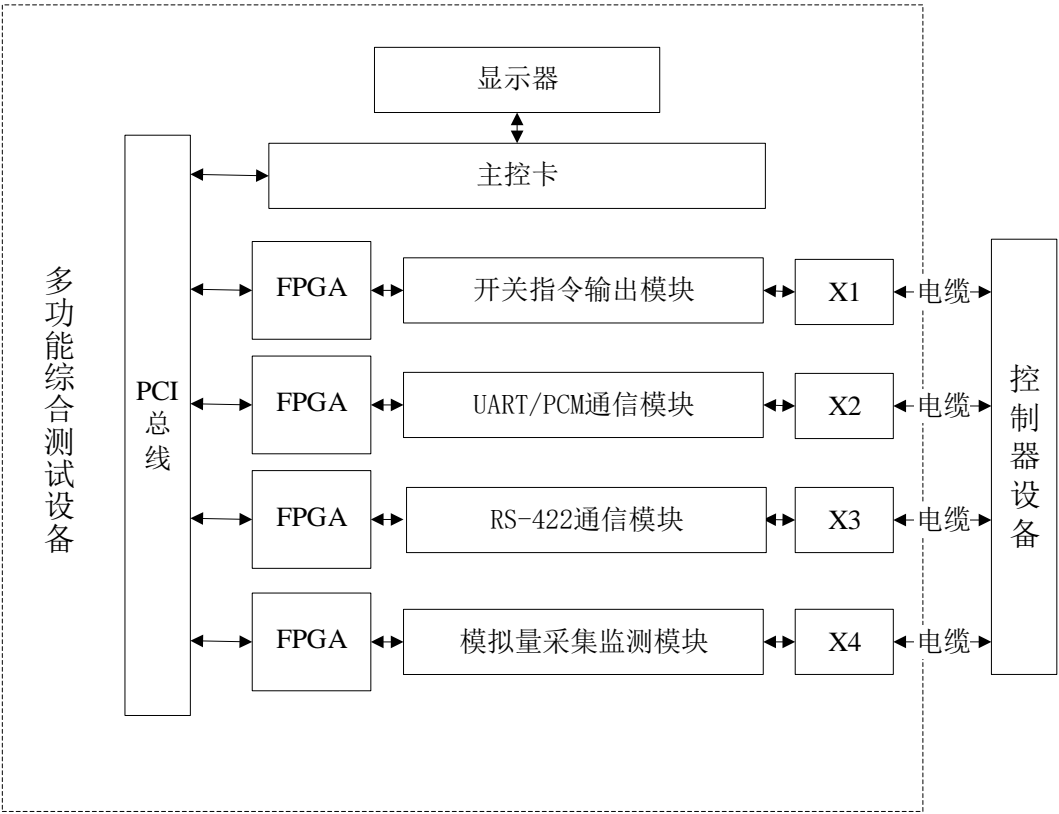 显示器
主控卡
多功能综合测试设备
PCI
总
线
FPGA
开关指令输出模块
X1
电缆
FPGA
UART/PCM通信模块
X2
电缆
FPGA
RS-422通信模块
X3
电缆
FPGA
模拟量采集监测模块
X4
电缆
控制器设备